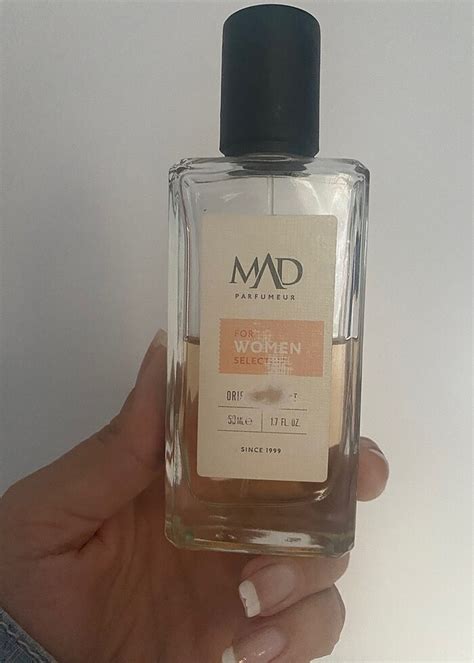 MAD
PARFUMEUR
FOR
WOMEN
50 ML e 1.7 FL. OZ.
SINCE 1999